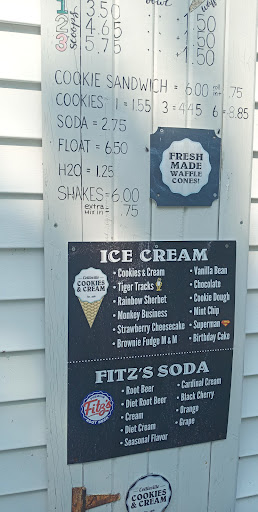 bowl
1 3.50 .50
2 4.65 1.50
3 scoops 5.75 1.50
COOKIE SANDWICH = 6.00 .75
COOKIES 1 = 1.55 3 = 4.45 6 = 8.85
SODA = 2.75
FLOAT = 6.50
H2O = 1.25
SHAKES = 6.00
extra mix in = .75
FRESH
MADE
WAFFLE
CONES!
ICE CREAM
• Cookies & Cream
• Tiger Tracks
• Rainbow Sherbet
• Monkey Business
• Strawberry Cheesecake
• Brownie Fudge M & M
• Vanilla Bean
• Chocolate
• Cookie Dough
• Mint Chip
• Superman
• Birthday Cake
COOKIES
& CREAM
FITZ'S SODA
• Root Beer
• Diet Root Beer
• Cream
• Diet Cream
• Seasonal Flavor
• Cardinal Cream
• Black Cherry
• Orange
• Grape
Fitz's
ROOT BEER
COOKIES
& CREAM